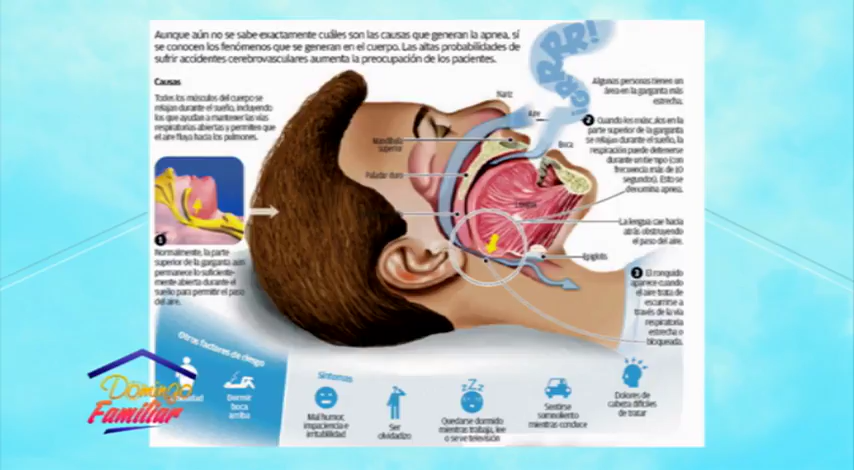 Aunque aún no se sabe exactamente cuáles son las causas que generan la apnea, sí
se conocen los fenómenos que se generan en el cuerpo. Las altas probabilidades de
sufrir accidentes cerebrovasculares aumenta la preocupación de los pacientes.
Causas
Todos los músculos del cuerpo se
relajan durante el sueño, incluyendo
los que ayudan a mantener las vías
respiratorias abiertas y permiten que
el aire fluya hacia los pulmones.
1
Normalmente, la parte
superior de la garganta aún
permanece lo suficiente-
mente abierta durante el
sueño para permitir el paso
del aire.
Nariz
Aire
Boca
Mandíbula
superior
Paladar duro
Lengua
Epiglotis
¡GRRRRR!
Algunas personas tienen un
área en la garganta más
estrecha.
2 Cuando los músculos en la
parte superior de la garganta
se relajan durante el sueño, la
respiración puede detenerse
durante un tiempo (con
frecuencia más de 10
segundos). Esto se
denomina apnea.
La lengua cae hacia
atrás obstruyendo
el paso del aire.
3 El ronquido
aparece cuando
el aire trata de
escurrirse a
través de la vía
respiratoria
estrecha o
bloqueada.
Otros factores de riesgo
Dormir
boca
arriba
Síntomas
Mal humor,
impaciencia e
irritabilidad
Ser
olvidadizo
ZZZ
Quedarse dormido
mientras trabaja, lee
o se ve televisión
Sentirse
somnoliento
mientras conduce
Dolores de
cabeza difíciles
de tratar
Domingo
Familiar